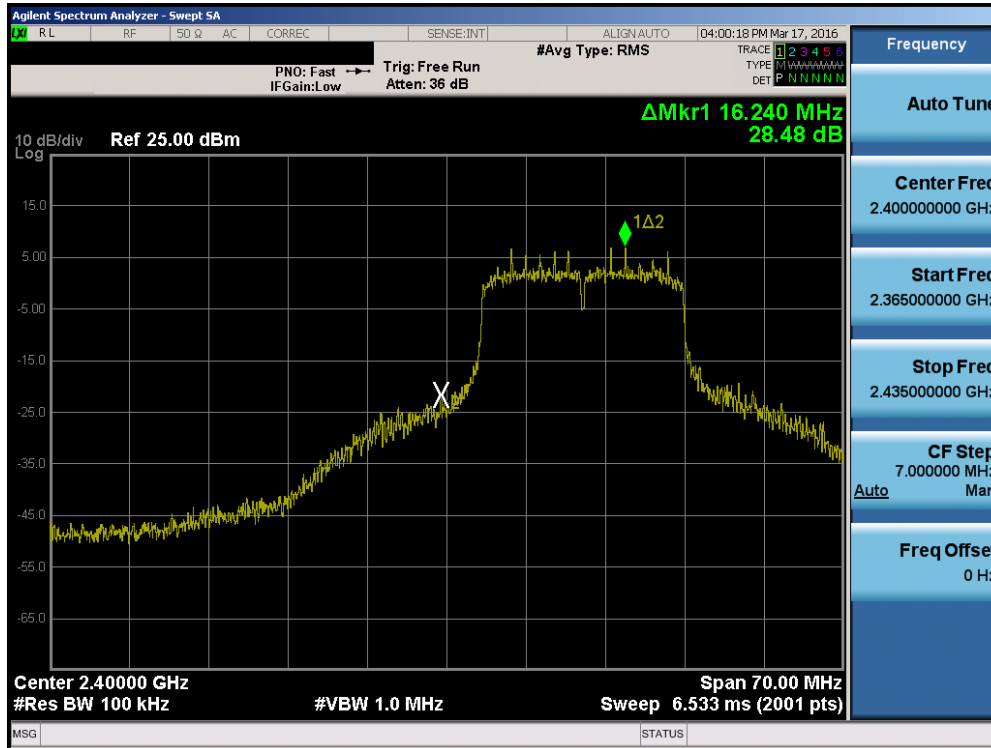 Agilent Spectrum Analyzer - Swept SA
LXI RL RF 50 Ω AC CORREC SENSE:INT ALIGN AUTO 04:00:18 PM Mar 17, 2016
PNO: Fast
IFGain:Low
Trig: Free Run
Atten: 36 dB
#Avg Type: RMS
TRACE 1 2 3 4 5 6
TYPE M
DET P N N N N N
ΔMkr1 16.240 MHz
28.48 dB
10 dB/div Ref 25.00 dBm
Log
15.0
5.00
-5.00
-15.0
-25.0
-35.0
-45.0
-55.0
-65.0
1Δ2
X
Center 2.40000 GHz Span 70.00 MHz
#Res BW 100 kHz #VBW 1.0 MHz Sweep 6.533 ms (2001 pts)
MSG STATUS
Frequency
Auto Tune
Center Freq
2.400000000 GHz
Start Freq
2.365000000 GHz
Stop Freq
2.435000000 GHz
CF Step
7.000000 MHz
Auto Man
Freq Offset
0 Hz